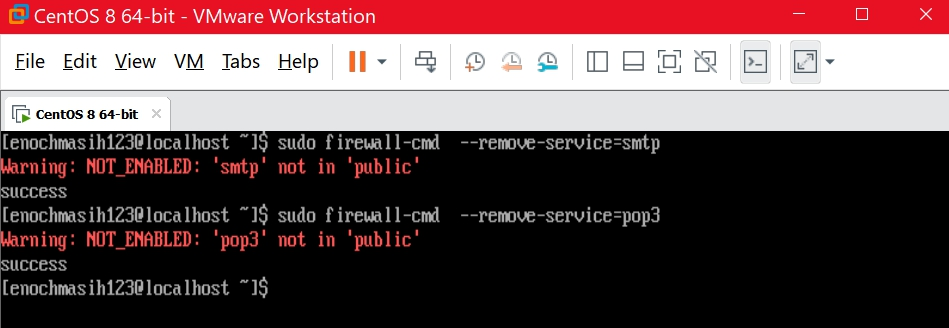 CentOS 8 64-bit - VMware Workstation
File Edit View VM Tabs Help
CentOS 8 64-bit
[enochmasih123@localhost ~]$ sudo firewall-cmd  --remove-service=smtp
Warning: NOT_ENABLED: 'smtp' not in 'public'
success
[enochmasih123@localhost ~]$ sudo firewall-cmd  --remove-service=pop3
Warning: NOT_ENABLED: 'pop3' not in 'public'
success
[enochmasih123@localhost ~]$